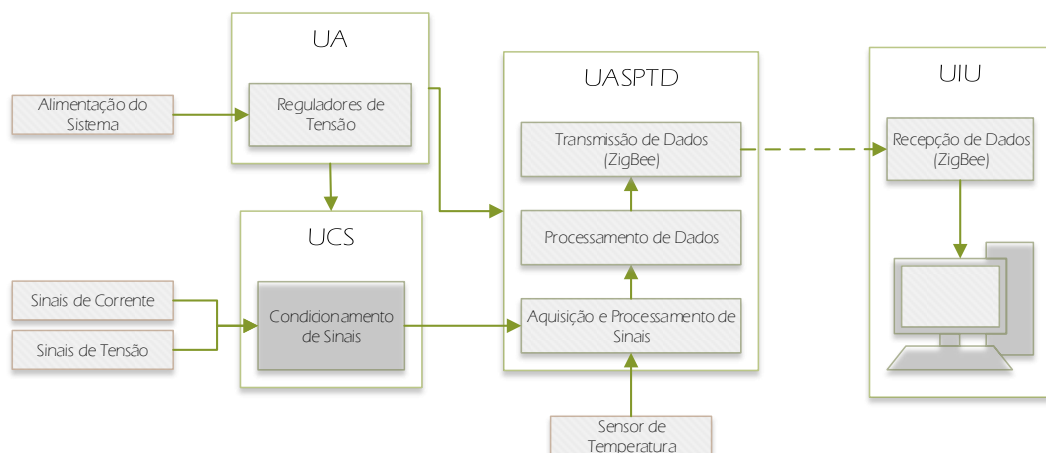 UA
Alimentação do
Sistema
Reguladores de
Tensão
UASPTD
Transmissão de Dados
(ZigBee)
UIU
Recepção de Dados
(ZigBee)
UCS
Processamento de Dados
Sinais de Corrente
Sinais de Tensão
Condicionamento
de Sinais
Aquisição e Processamento de
Sinais
Sensor de
Temperatura